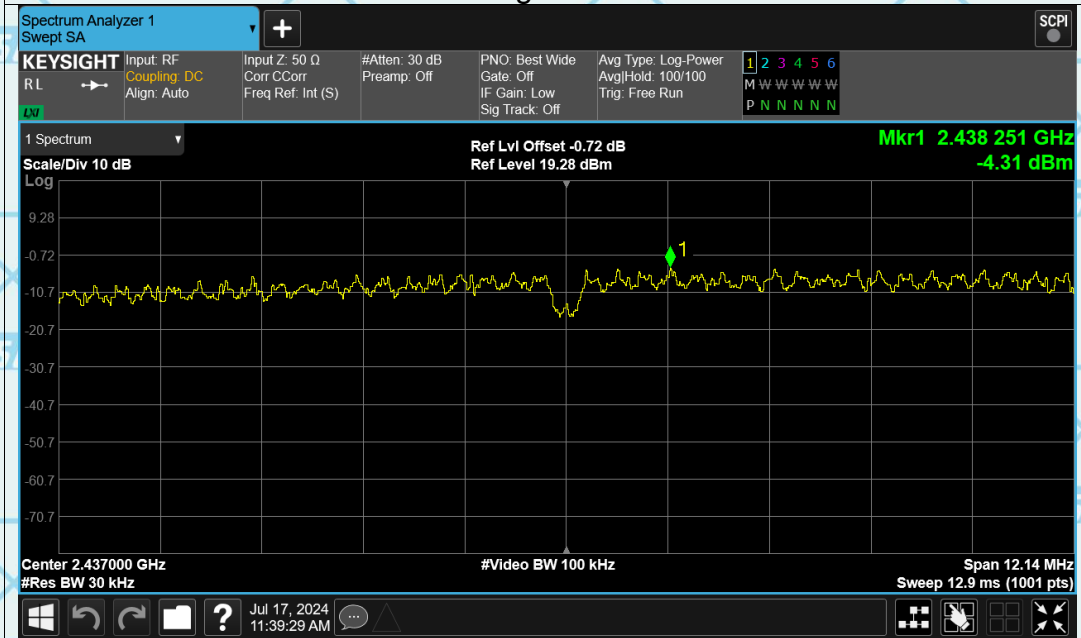 Spectrum Analyzer 1
Swept SA
+
SCPI
KEYSIGHT
R L
LXI
Input: RF
Coupling: DC
Align: Auto
Input Z: 50 Ω
Corr CCorr
Freq Ref: Int (S)
#Atten: 30 dB
Preamp: Off
PNO: Best Wide
Gate: Off
IF Gain: Low
Sig Track: Off
Avg Type: Log-Power
Avg|Hold: 100/100
Trig: Free Run
1 2 3 4 5 6
M W W W W W
P N N N N N
1 Spectrum
Scale/Div 10 dB
Ref Lvl Offset -0.72 dB
Ref Level 19.28 dBm
Mkr1 2.438 251 GHz
-4.31 dBm
Log
9.28
-0.72
-10.7
-20.7
-30.7
-40.7
-50.7
-60.7
-70.7
1
Center 2.437000 GHz
#Video BW 100 kHz
Span 12.14 MHz
#Res BW 30 kHz
Sweep 12.9 ms (1001 pts)
?
Jul 17, 2024
11:39:29 AM